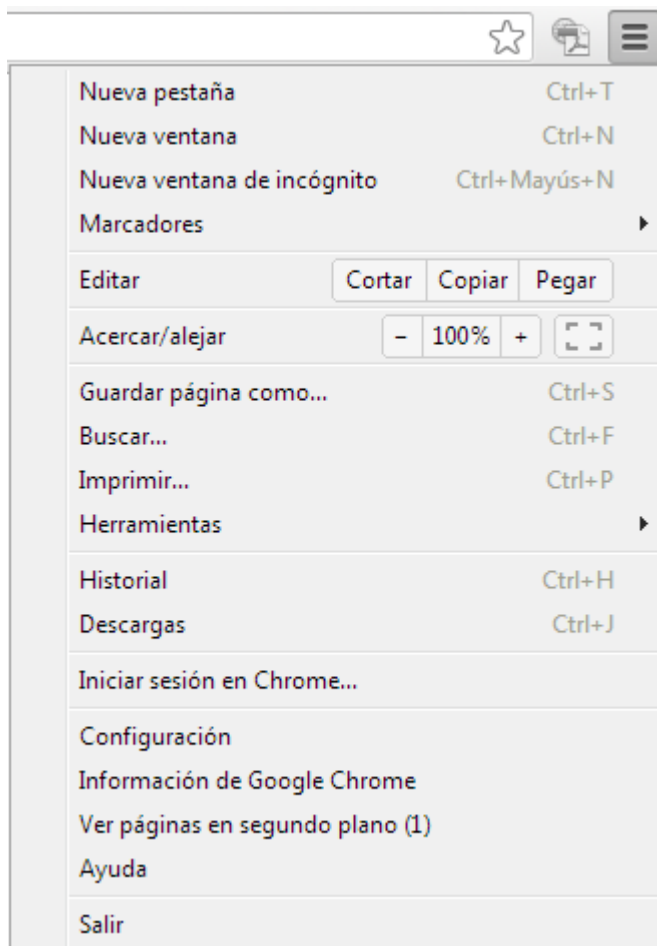 Nueva pestaña Ctrl+T
Nueva ventana Ctrl+N
Nueva ventana de incógnito Ctrl+Mayús+N
Marcadores
Editar Cortar Copiar Pegar
Acercar/alejar − 100% +
Guardar página como... Ctrl+S
Buscar... Ctrl+F
Imprimir... Ctrl+P
Herramientas
Historial Ctrl+H
Descargas Ctrl+J
Iniciar sesión en Chrome...
Configuración
Información de Google Chrome
Ver páginas en segundo plano (1)
Ayuda
Salir